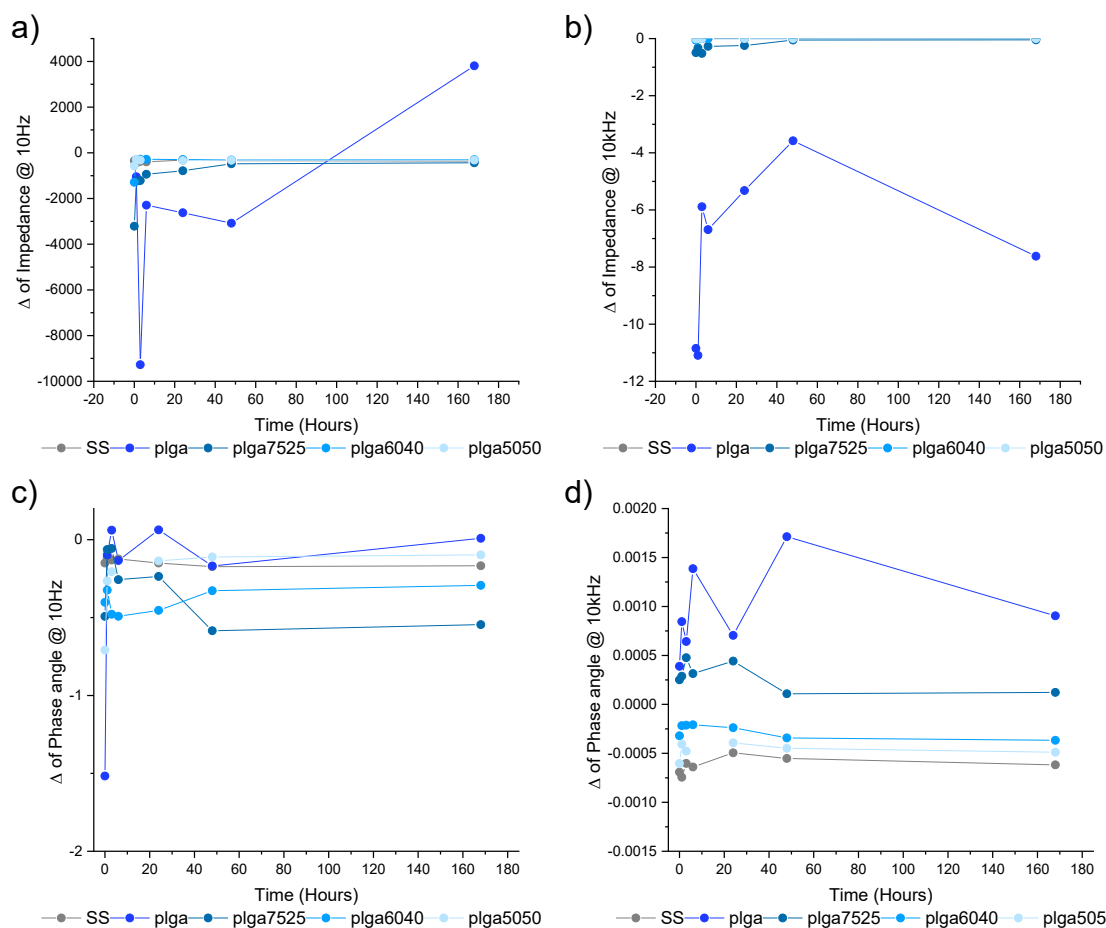 a)
4000
2000
0
-2000
-4000
-6000
-8000
-10000
Δ of Impedance @ 10Hz
-20 0 20 40 60 80 100 120 140 160 180
Time (Hours)
SS plga plga7525 plga6040 plga5050
b)
0
-2
-4
-6
-8
-10
-12
Δ of Impedance @ 10kHz
-20 0 20 40 60 80 100 120 140 160 180
Time (Hours)
SS plga plga7525 plga6040 plga5050
c)
0
-1
-2
Δ of Phase angle @ 10Hz
0 20 40 60 80 100 120 140 160 180
Time (Hours)
SS plga plga7525 plga6040 plga5050
d)
0.0020
0.0015
0.0010
0.0005
0.0000
-0.0005
-0.0010
-0.0015
Δ of Phase angle @ 10kHz
0 20 40 60 80 100 120 140 160 180
Time (Hours)
SS plga plga7525 plga6040 plga505